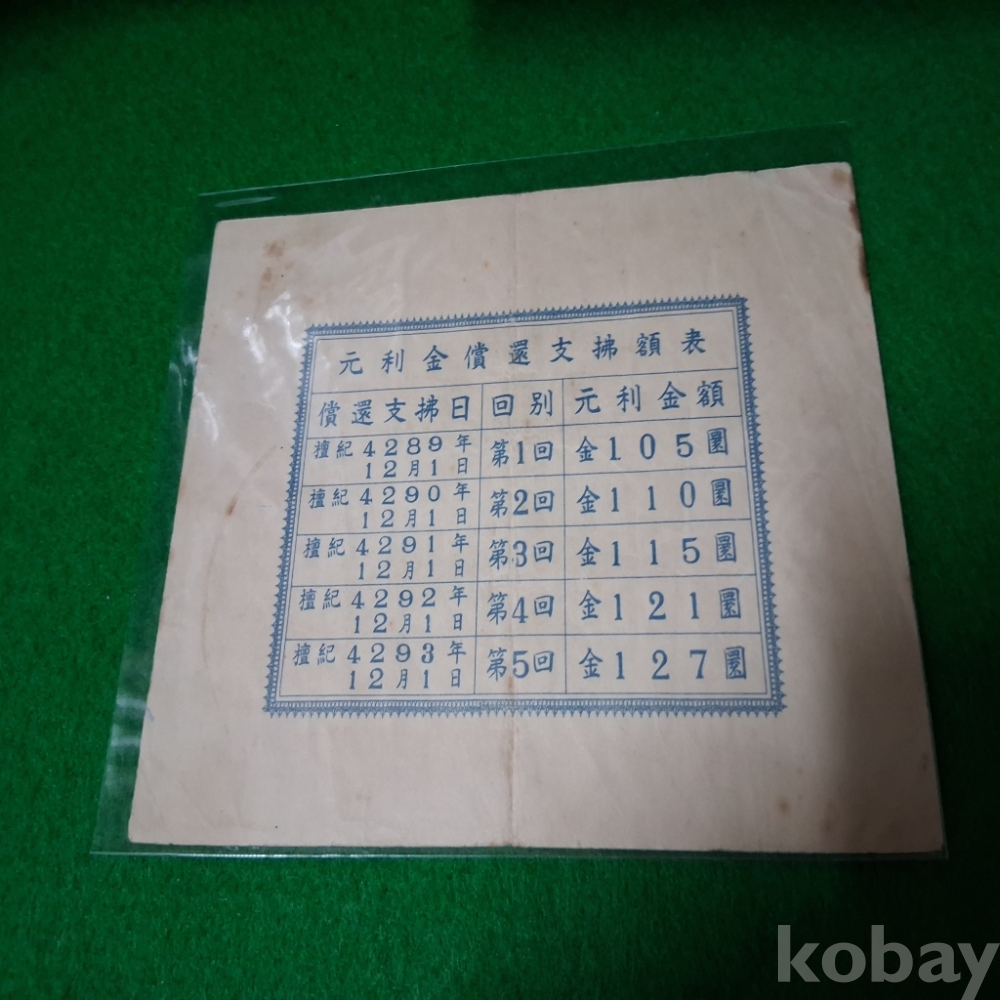 元利金償還支拂額表
償還支拂日 回別 元利金額
檀紀 4289年 12月1日 第1回 金105圜
檀紀 4290年 12月1日 第2回 金110圜
檀紀 4291年 12月1日 第3回 金115圜
檀紀 4292年 12月1日 第4回 金121圜
檀紀 4293年 12月1日 第5回 金127圜
kobay